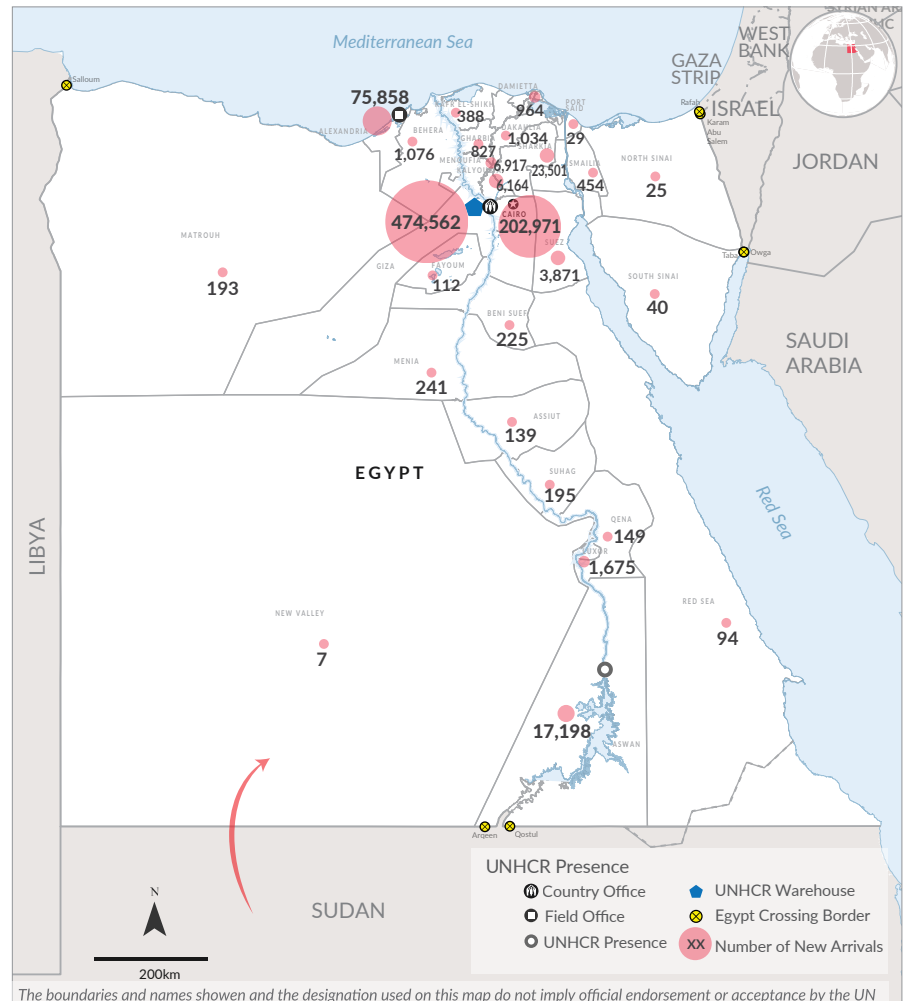 SYRIAN AR
HC
WEST
BANK
Mediterranean Sea
GAZA
STRIP
Salloum
DAMIETTA
75,858
964
PORT
SAID
Rafah
ISRAEL
388
Karam
Abu
Salem
ALEXANDRIA
BEHERA
DAKAHLIA
1,034
29
GHARBIA
827
SHARKIA
1,076
MENOUFIA
6,917
KALYOUBIA
23,501
NORTH SINAI
JORDAN
6,164
454
25
474,562
CAIRO
202,971
MATROUH
SUEZ
Taba
Owga
GIZA
FAYOUM
112
3,871
SOUTH SINAI
193
40
BENI SUEF
225
SAUDI
ARABIA
MENIA
241
ASSIUT
139
EGYPT
SUHAG
195
Red Sea
QENA
149
LIBYA
1,675
RED SEA
94
NEW VALLEY
7
17,198
ASWAN
Arqeen
Qostul
SUDAN
N
200km
UNHCR Presence
Country Office
UNHCR Warehouse
Field Office
Egypt Crossing Border
UNHCR Presence
XX
Number of New Arrivals
The boundaries and names showen and the designation used on this map do not imply official endorsement or acceptance by the UN